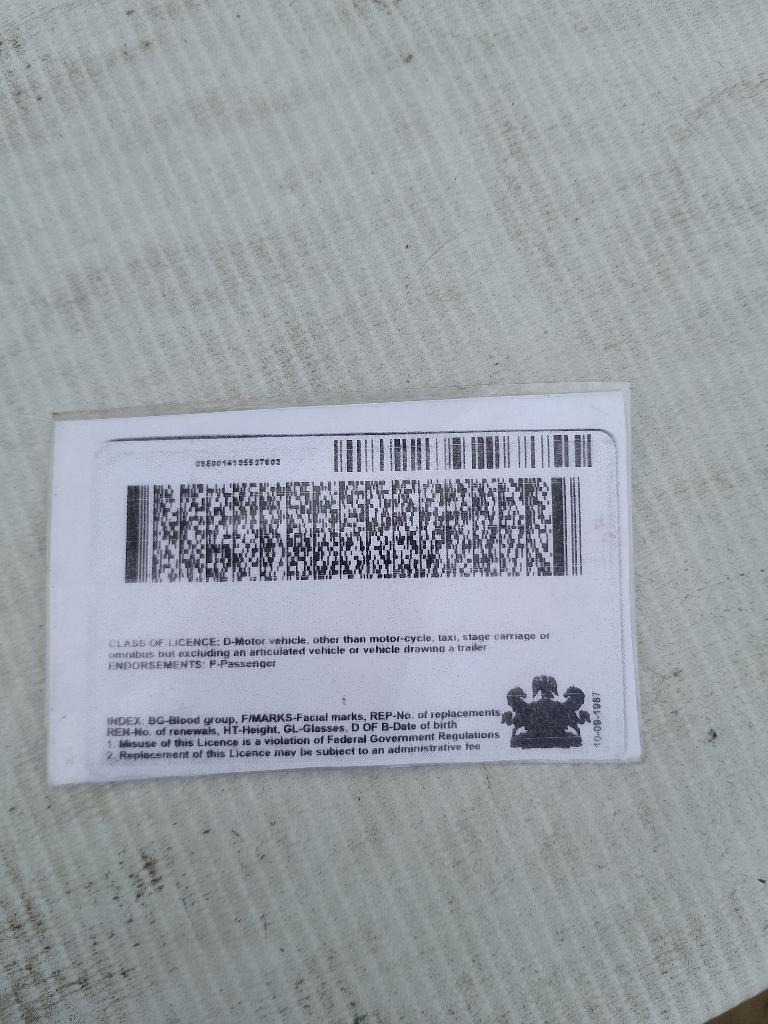 CLASS OF LICENCE: D-Motor vehicle, other than motor-cycle, taxi, stage carriage or
omnibus but excluding an articulated vehicle or vehicle drawing a trailer
ENDORSEMENTS: P-Passenger
INDEX: BG-Blood group, F/MARKS-Facial marks, REP-No. of replacements
REN-No. of renewals, HT-Height, GL-Glasses, D OF B-Date of birth
1. Misuse of this Licence is a violation of Federal Government Regulations
2. Replacement of this Licence may be subject to an administrative fee
10-09-1987